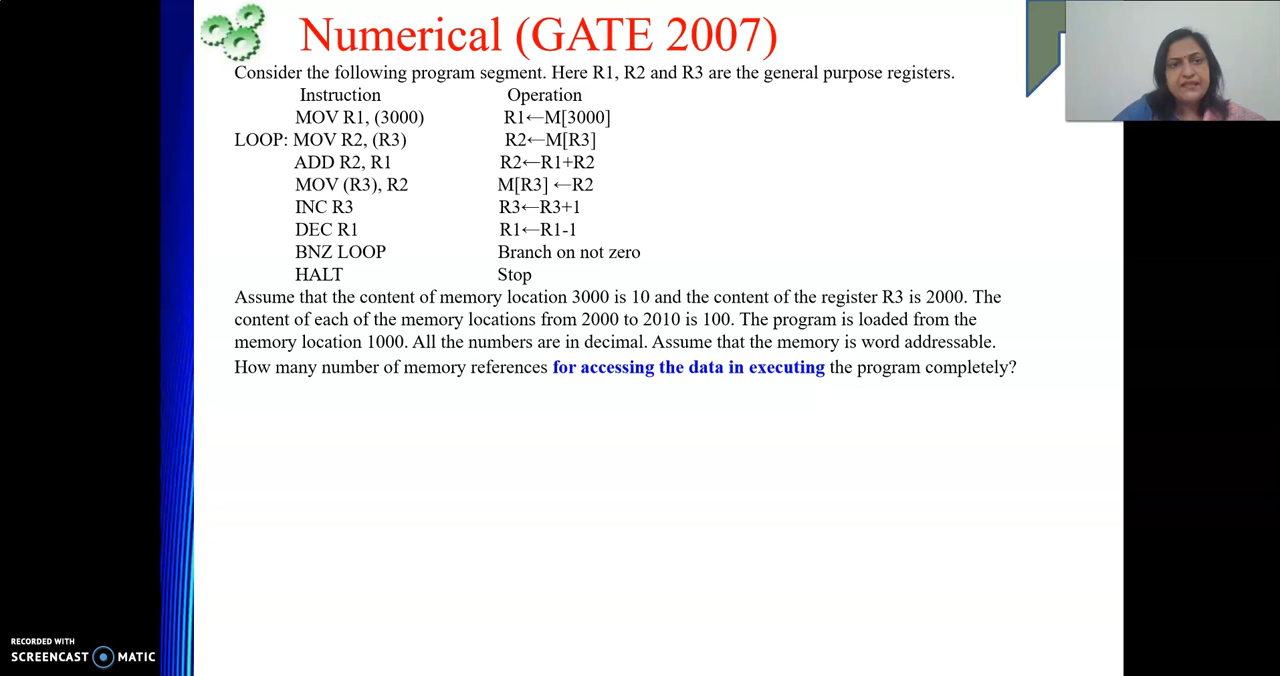 Numerical (GATE 2007)
Consider the following program segment. Here R1, R2 and R3 are the general purpose registers.
Instruction Operation
MOV R1, (3000) R1←M[3000]
LOOP: MOV R2, (R3) R2←M[R3]
ADD R2, R1 R2←R1+R2
MOV (R3), R2 M[R3] ←R2
INC R3 R3←R3+1
DEC R1 R1←R1-1
BNZ LOOP Branch on not zero
HALT Stop
Assume that the content of memory location 3000 is 10 and the content of the register R3 is 2000. The
content of each of the memory locations from 2000 to 2010 is 100. The program is loaded from the
memory location 1000. All the numbers are in decimal. Assume that the memory is word addressable.
How many number of memory references for accessing the data in executing the program completely?
RECORDED WITH
SCREENCAST MATIC